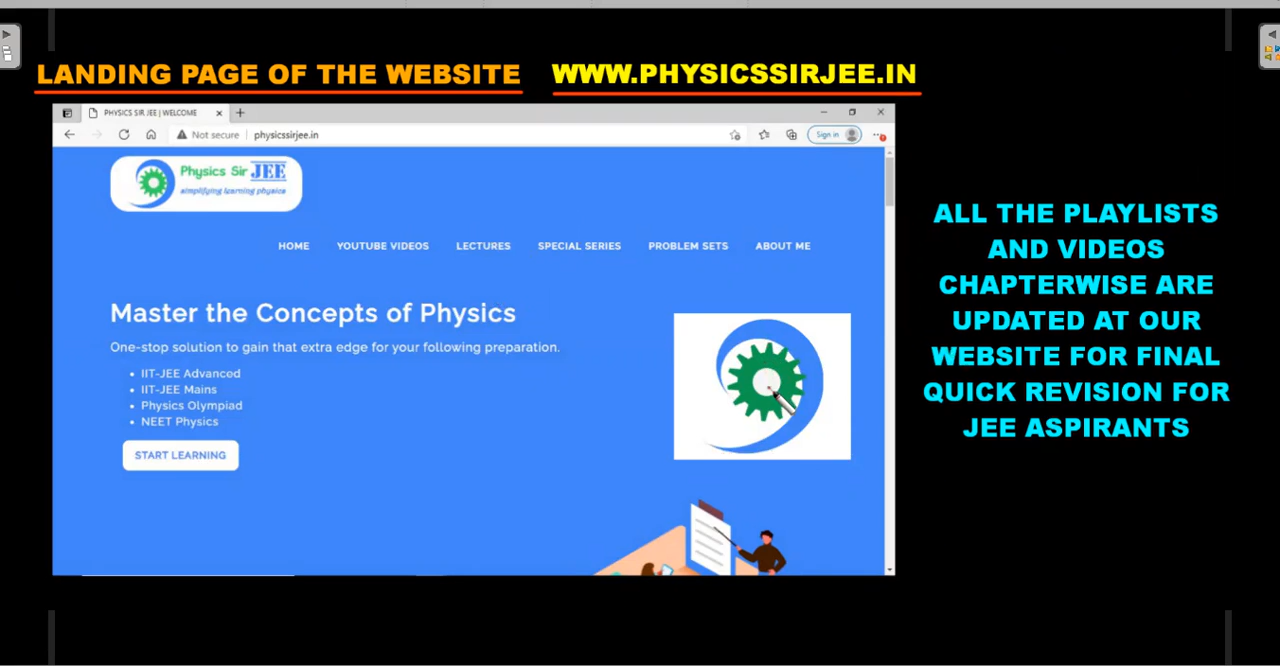 LANDING PAGE OF THE WEBSITE WWW.PHYSICSSIRJEE.IN
PHYSICS SIR JEE | WELCOME
Not secure physicssirjee.in
Sign in
Physics Sir JEE
simplifying learning physics
HOME YOUTUBE VIDEOS LECTURES SPECIAL SERIES PROBLEM SETS ABOUT ME
Master the Concepts of Physics
One-stop solution to gain that extra edge for your following preparation.
• IIT-JEE Advanced
• IIT-JEE Mains
• Physics Olympiad
• NEET Physics
START LEARNING
ALL THE PLAYLISTS
AND VIDEOS
CHAPTERWISE ARE
UPDATED AT OUR
WEBSITE FOR FINAL
QUICK REVISION FOR
JEE ASPIRANTS